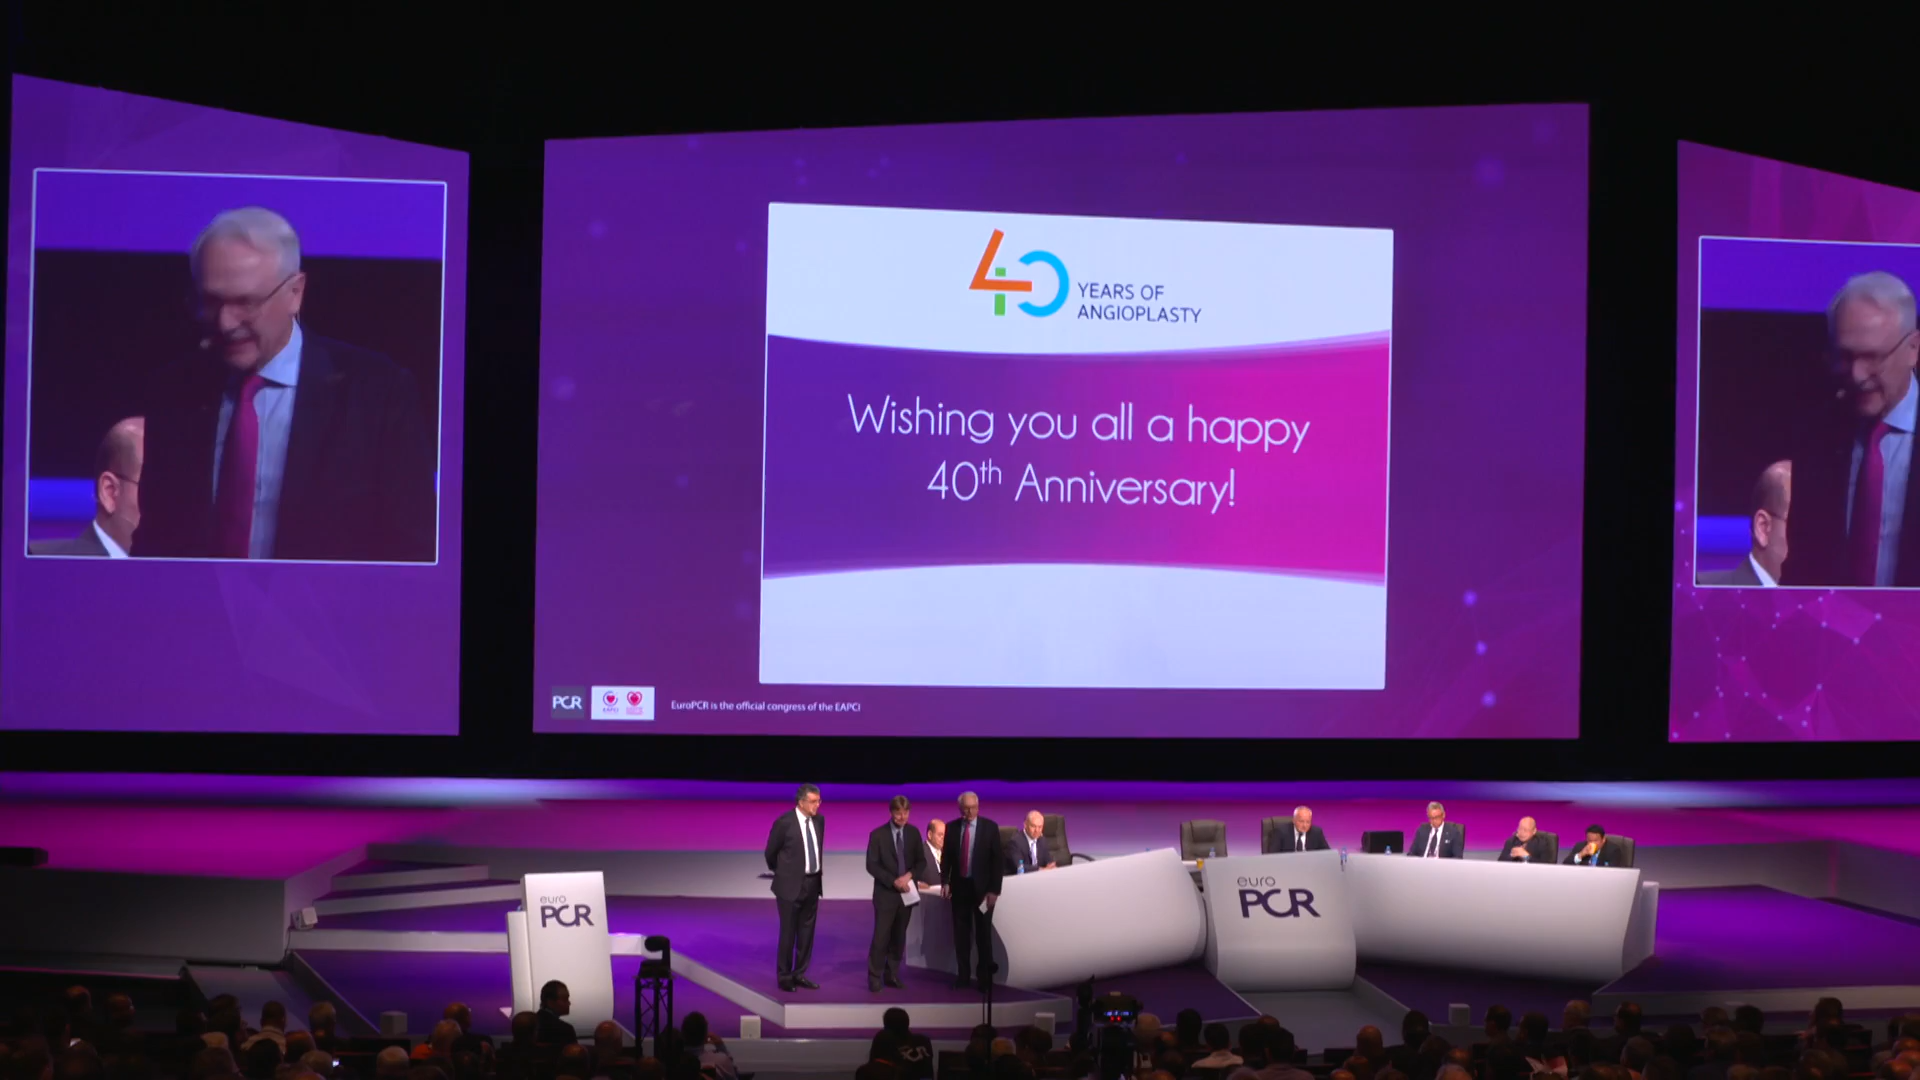 40 YEARS OF
ANGIOPLASTY
Wishing you all a happy
40th Anniversary!
PCR
EuroPCR is the official congress of the EAPCI
euro
PCR
euro
PCR